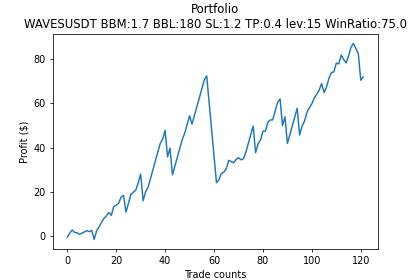 Portfolio
WAVESUSDT BBM:1.7 BBL:180 SL:1.2 TP:0.4 lev:15 WinRatio:75.0
Profit ($)
80
60
40
20
0
0 20 40 60 80 100 120
Trade counts